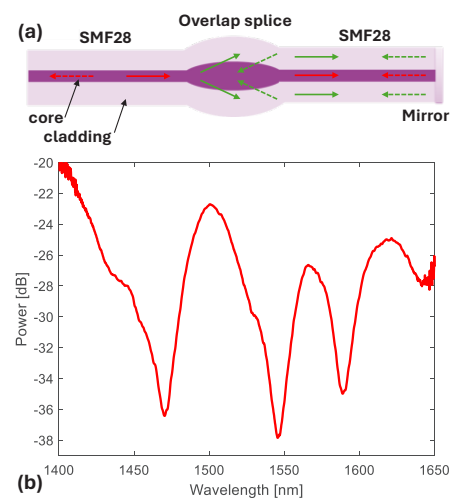 (a)
Overlap splice
SMF28
SMF28
core
cladding
Mirror
-20
-22
-24
-26
-28
-30
-32
-34
-36
-38
Power [dB]
1400
1450
1500
1550
1600
1650
Wavelength [nm]
(b)